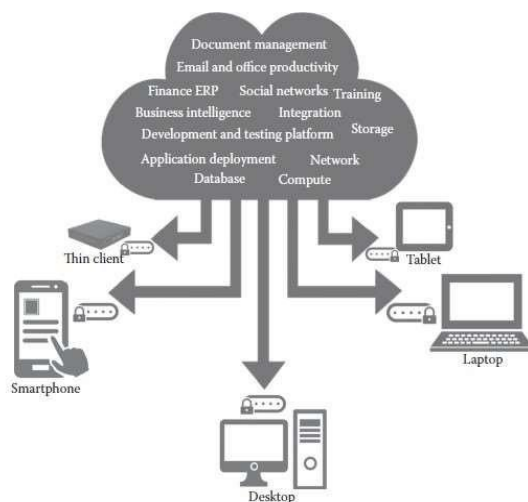 Document management
Email and office productivity
Finance ERP Social networks Training
Business intelligence Integration
Development and testing platform Storage
Application deployment Network
Database Compute
Thin client
Tablet
Smartphone
Laptop
Desktop